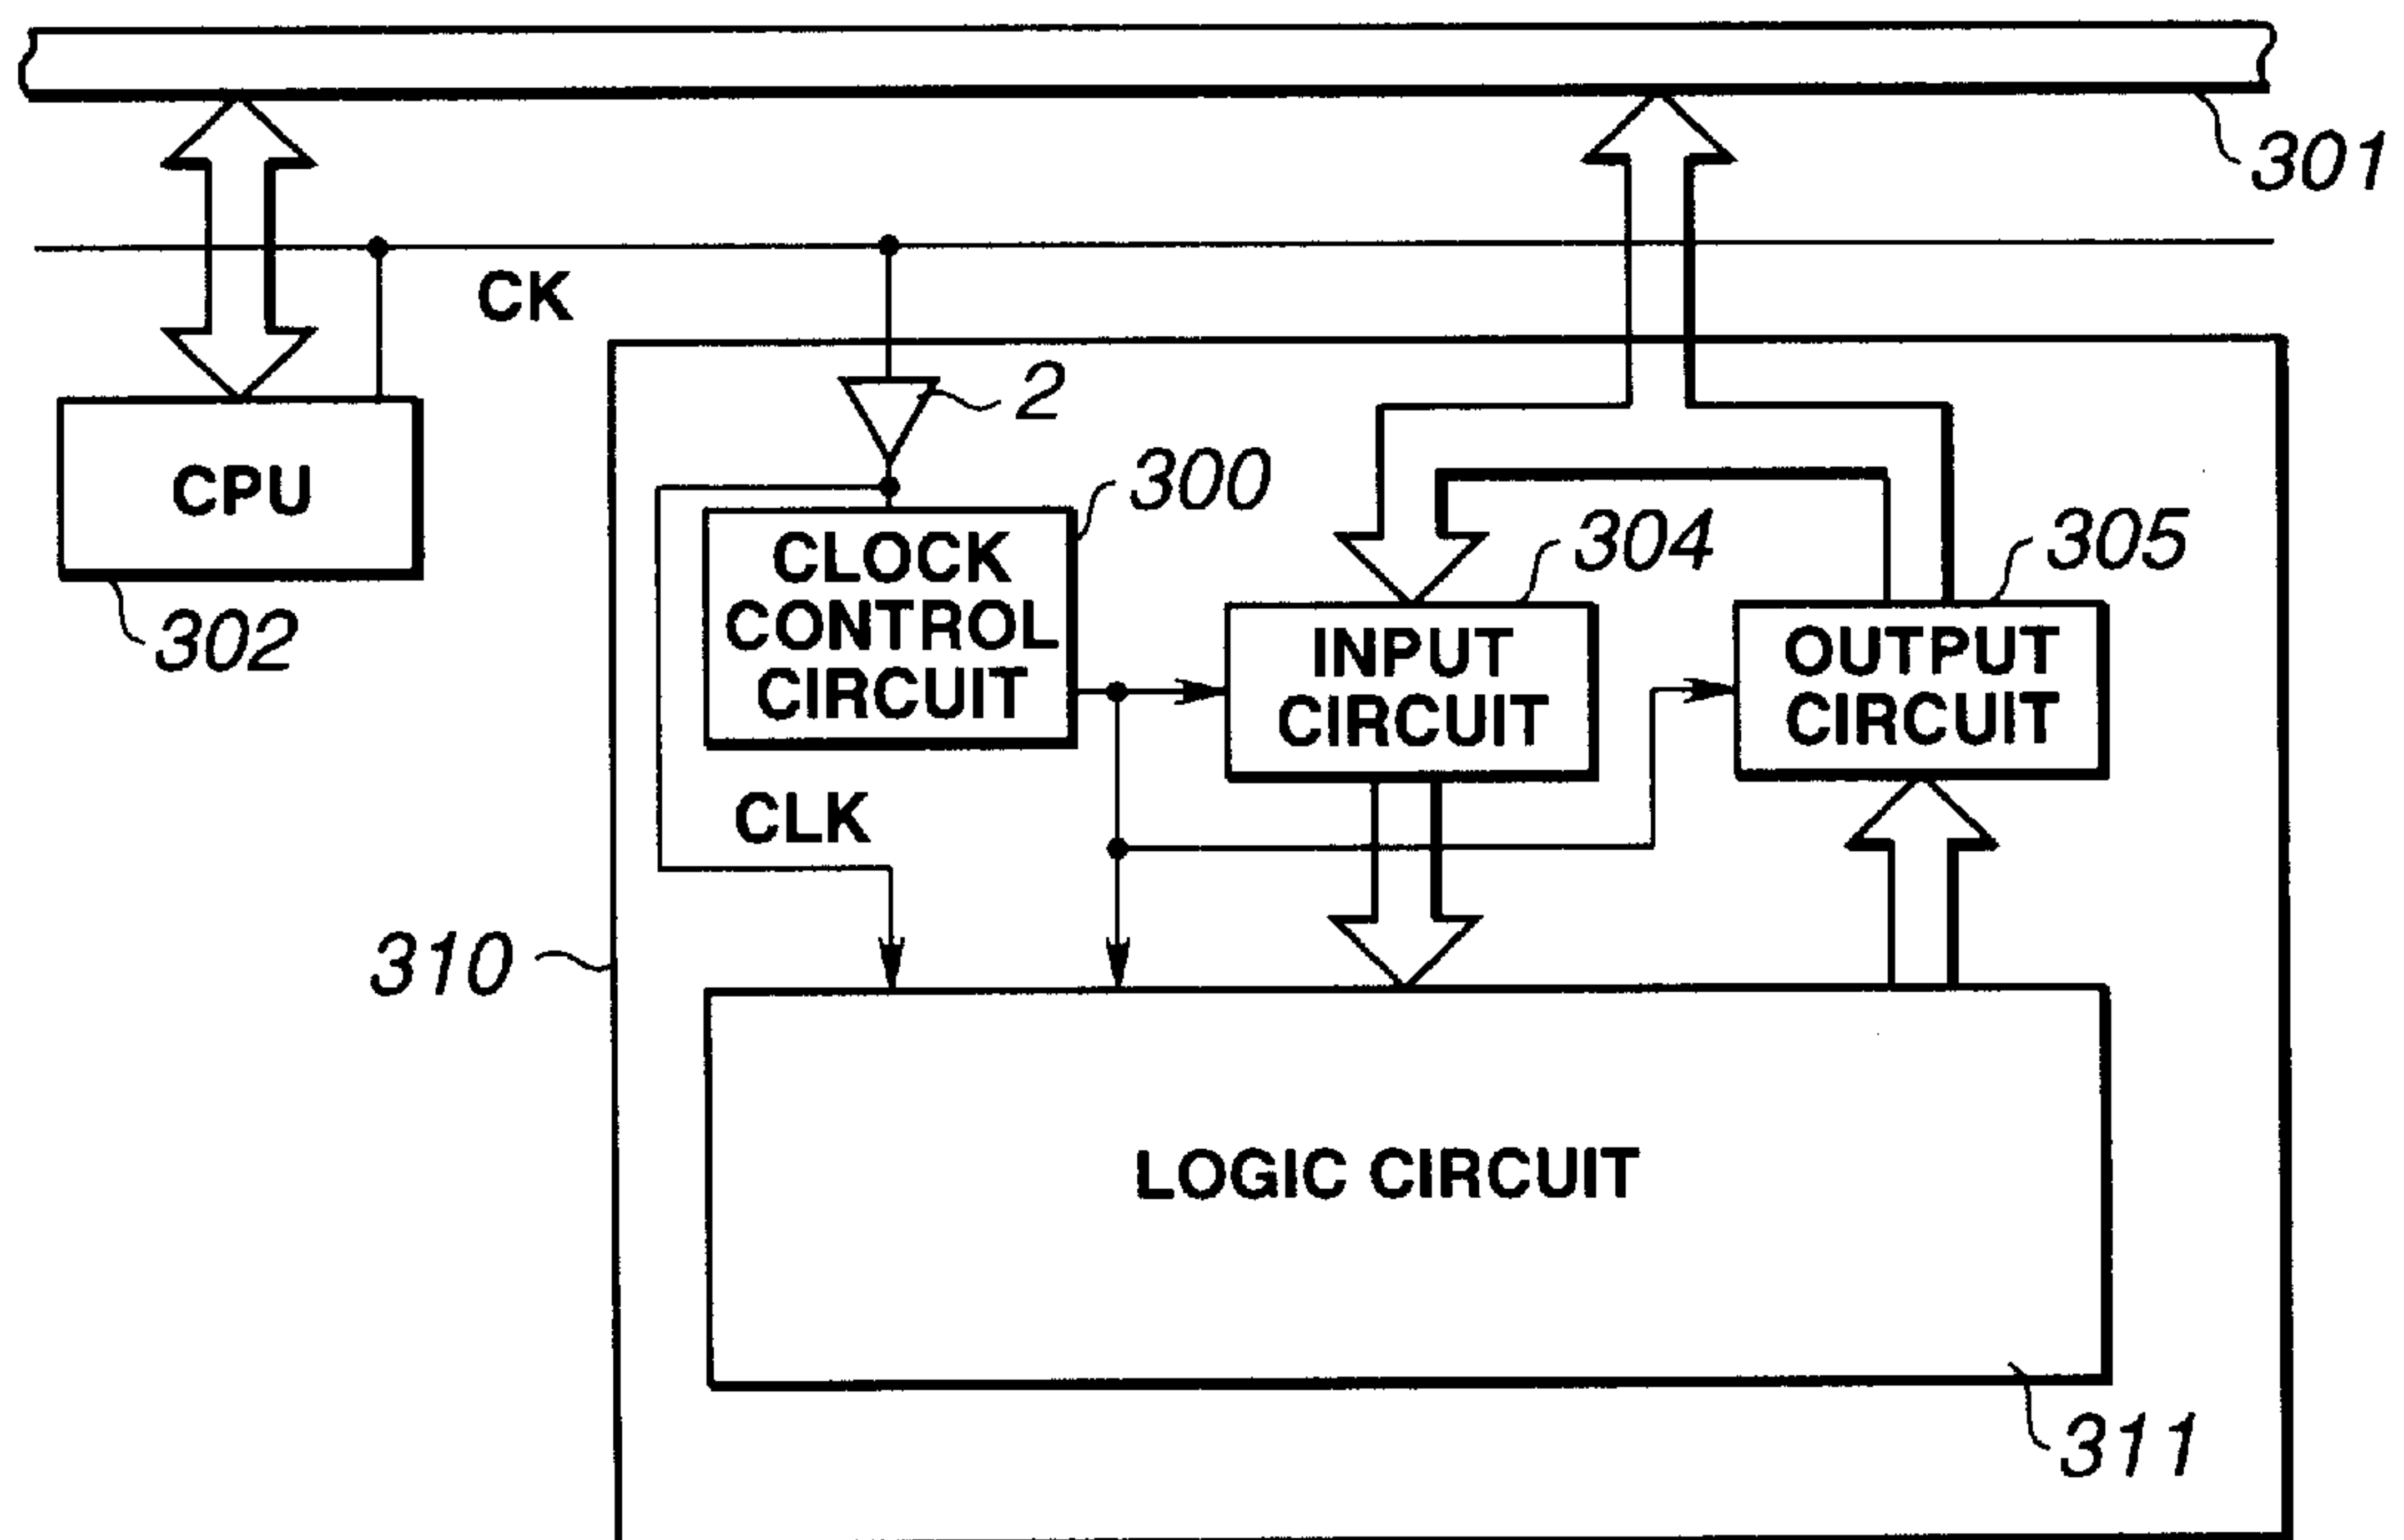 301
CK
2
CPU
300
CLOCK
CONTROL
CIRCUIT
304
305
INPUT
CIRCUIT
OUTPUT
CIRCUIT
302
CLK
310
LOGIC CIRCUIT
311